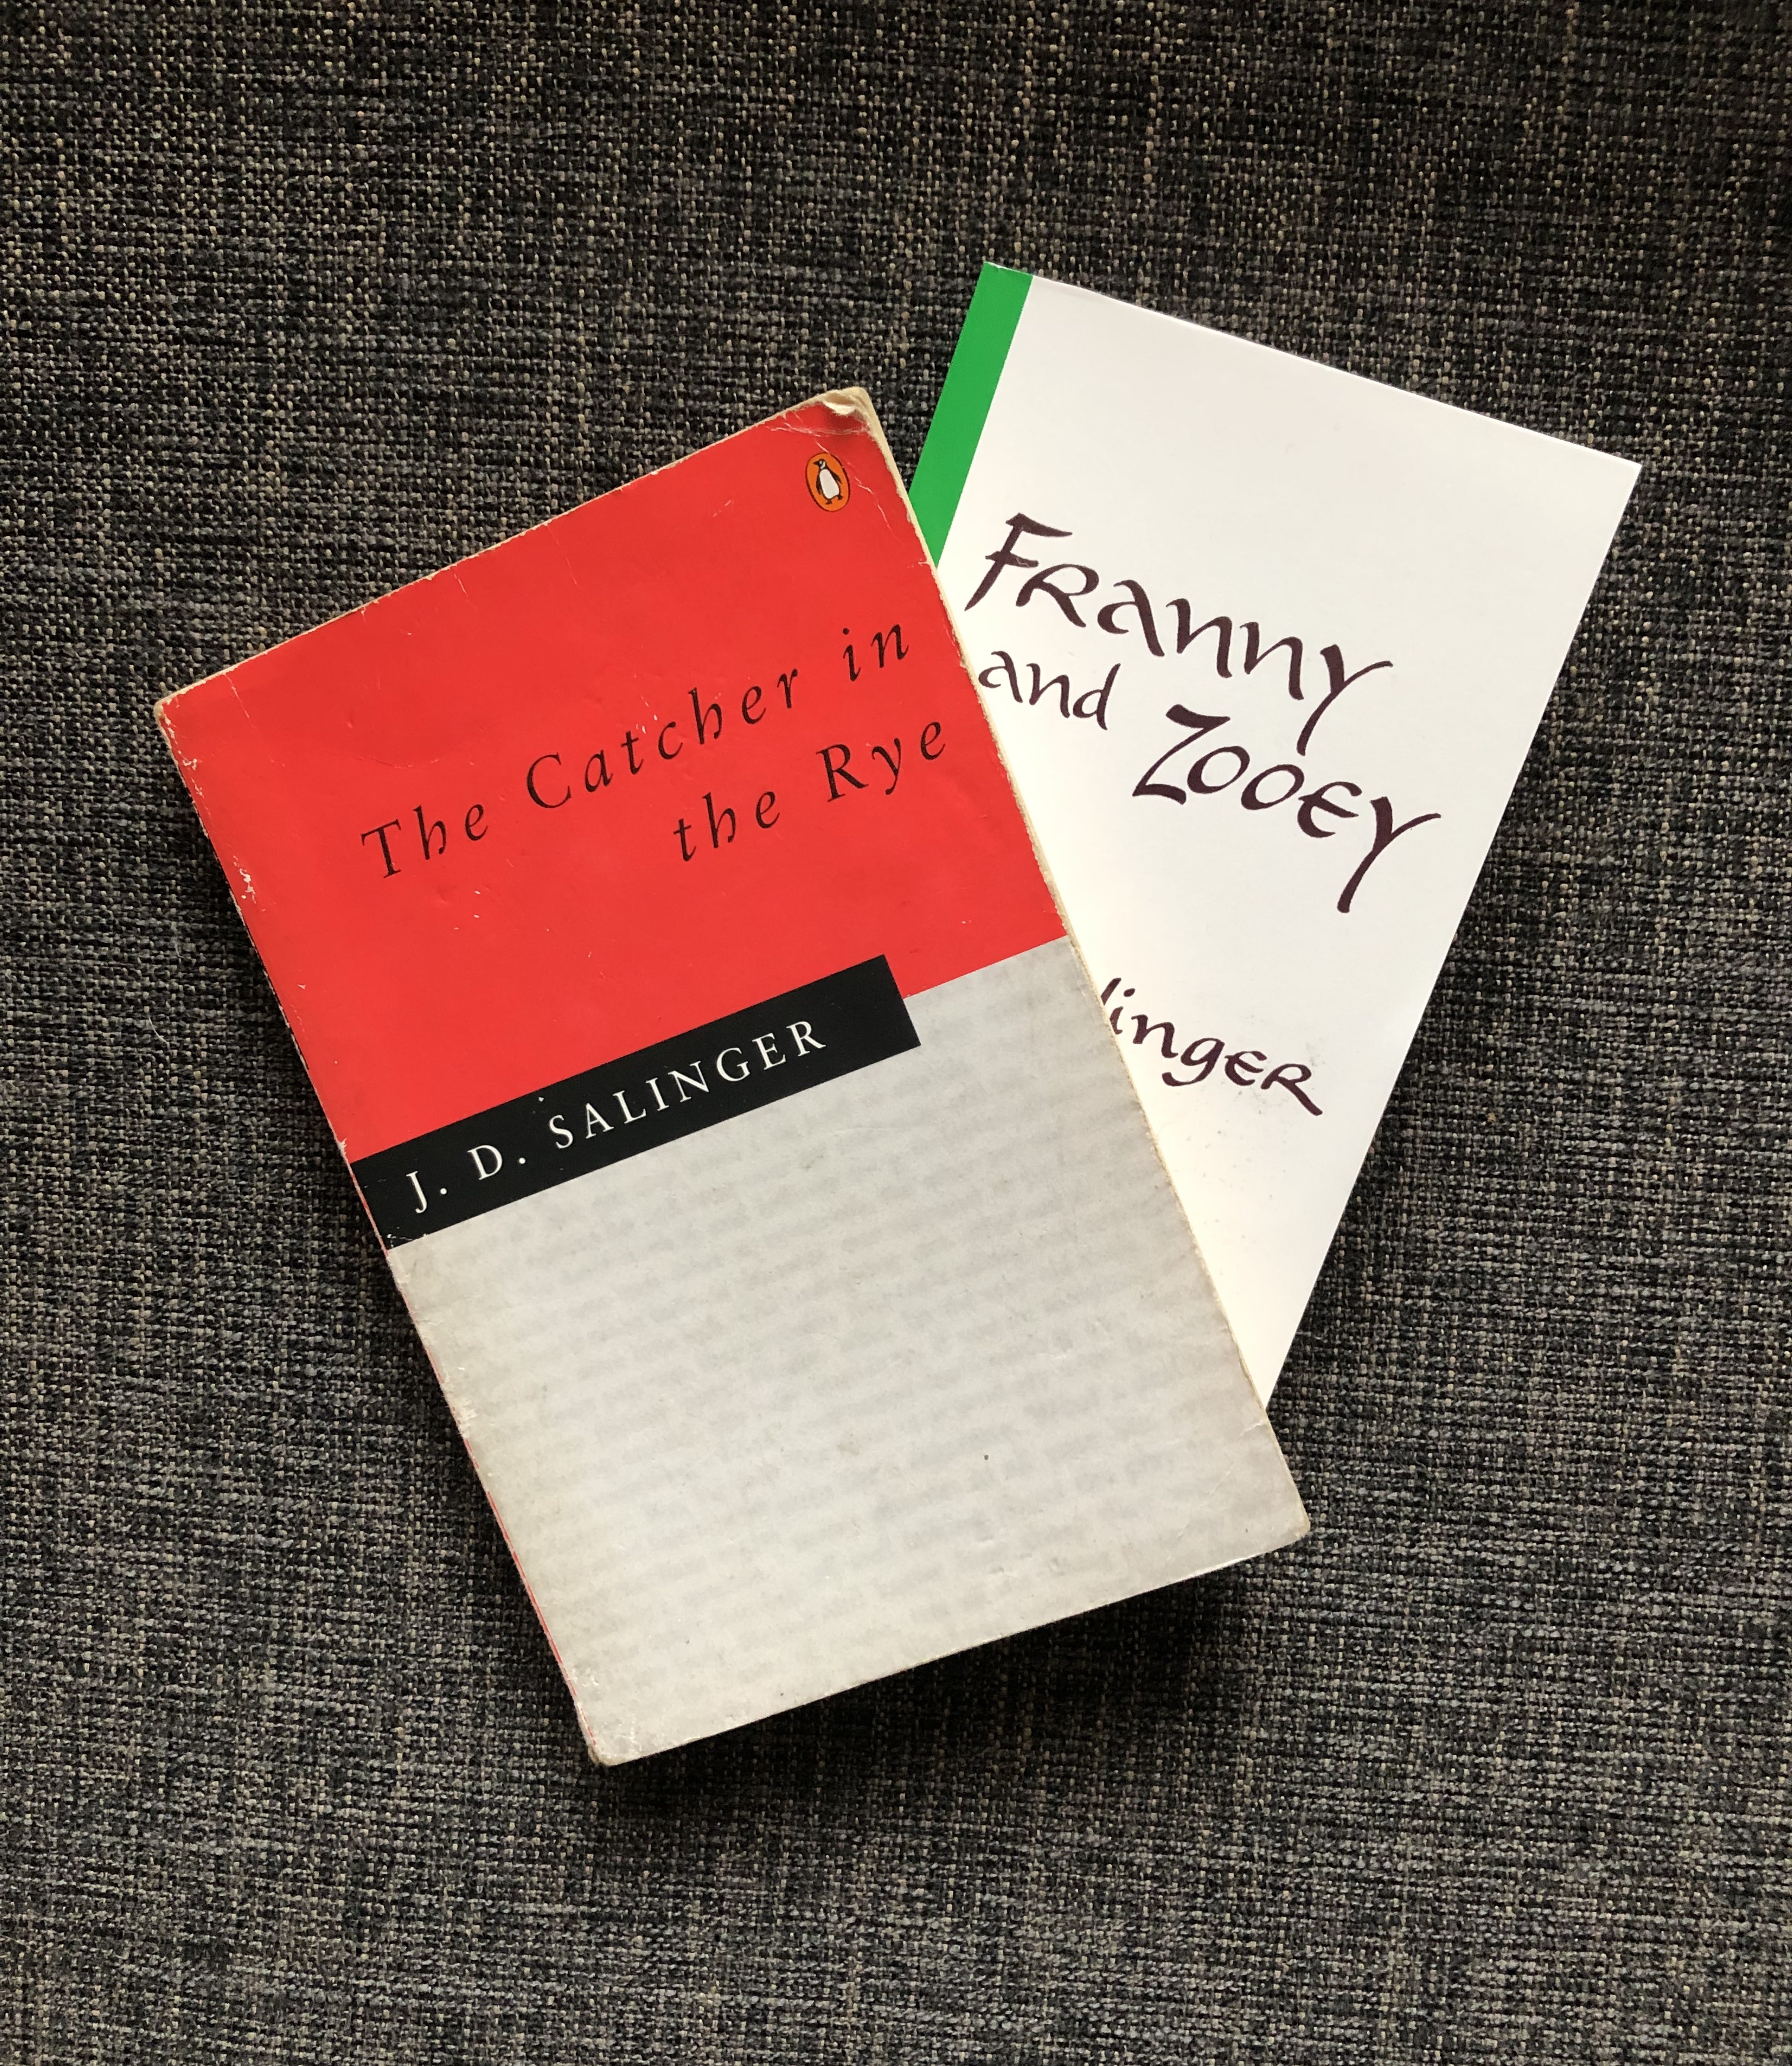 The Catcher in
the Rye
J. D. SALINGER
Franny
and Zooey
linger